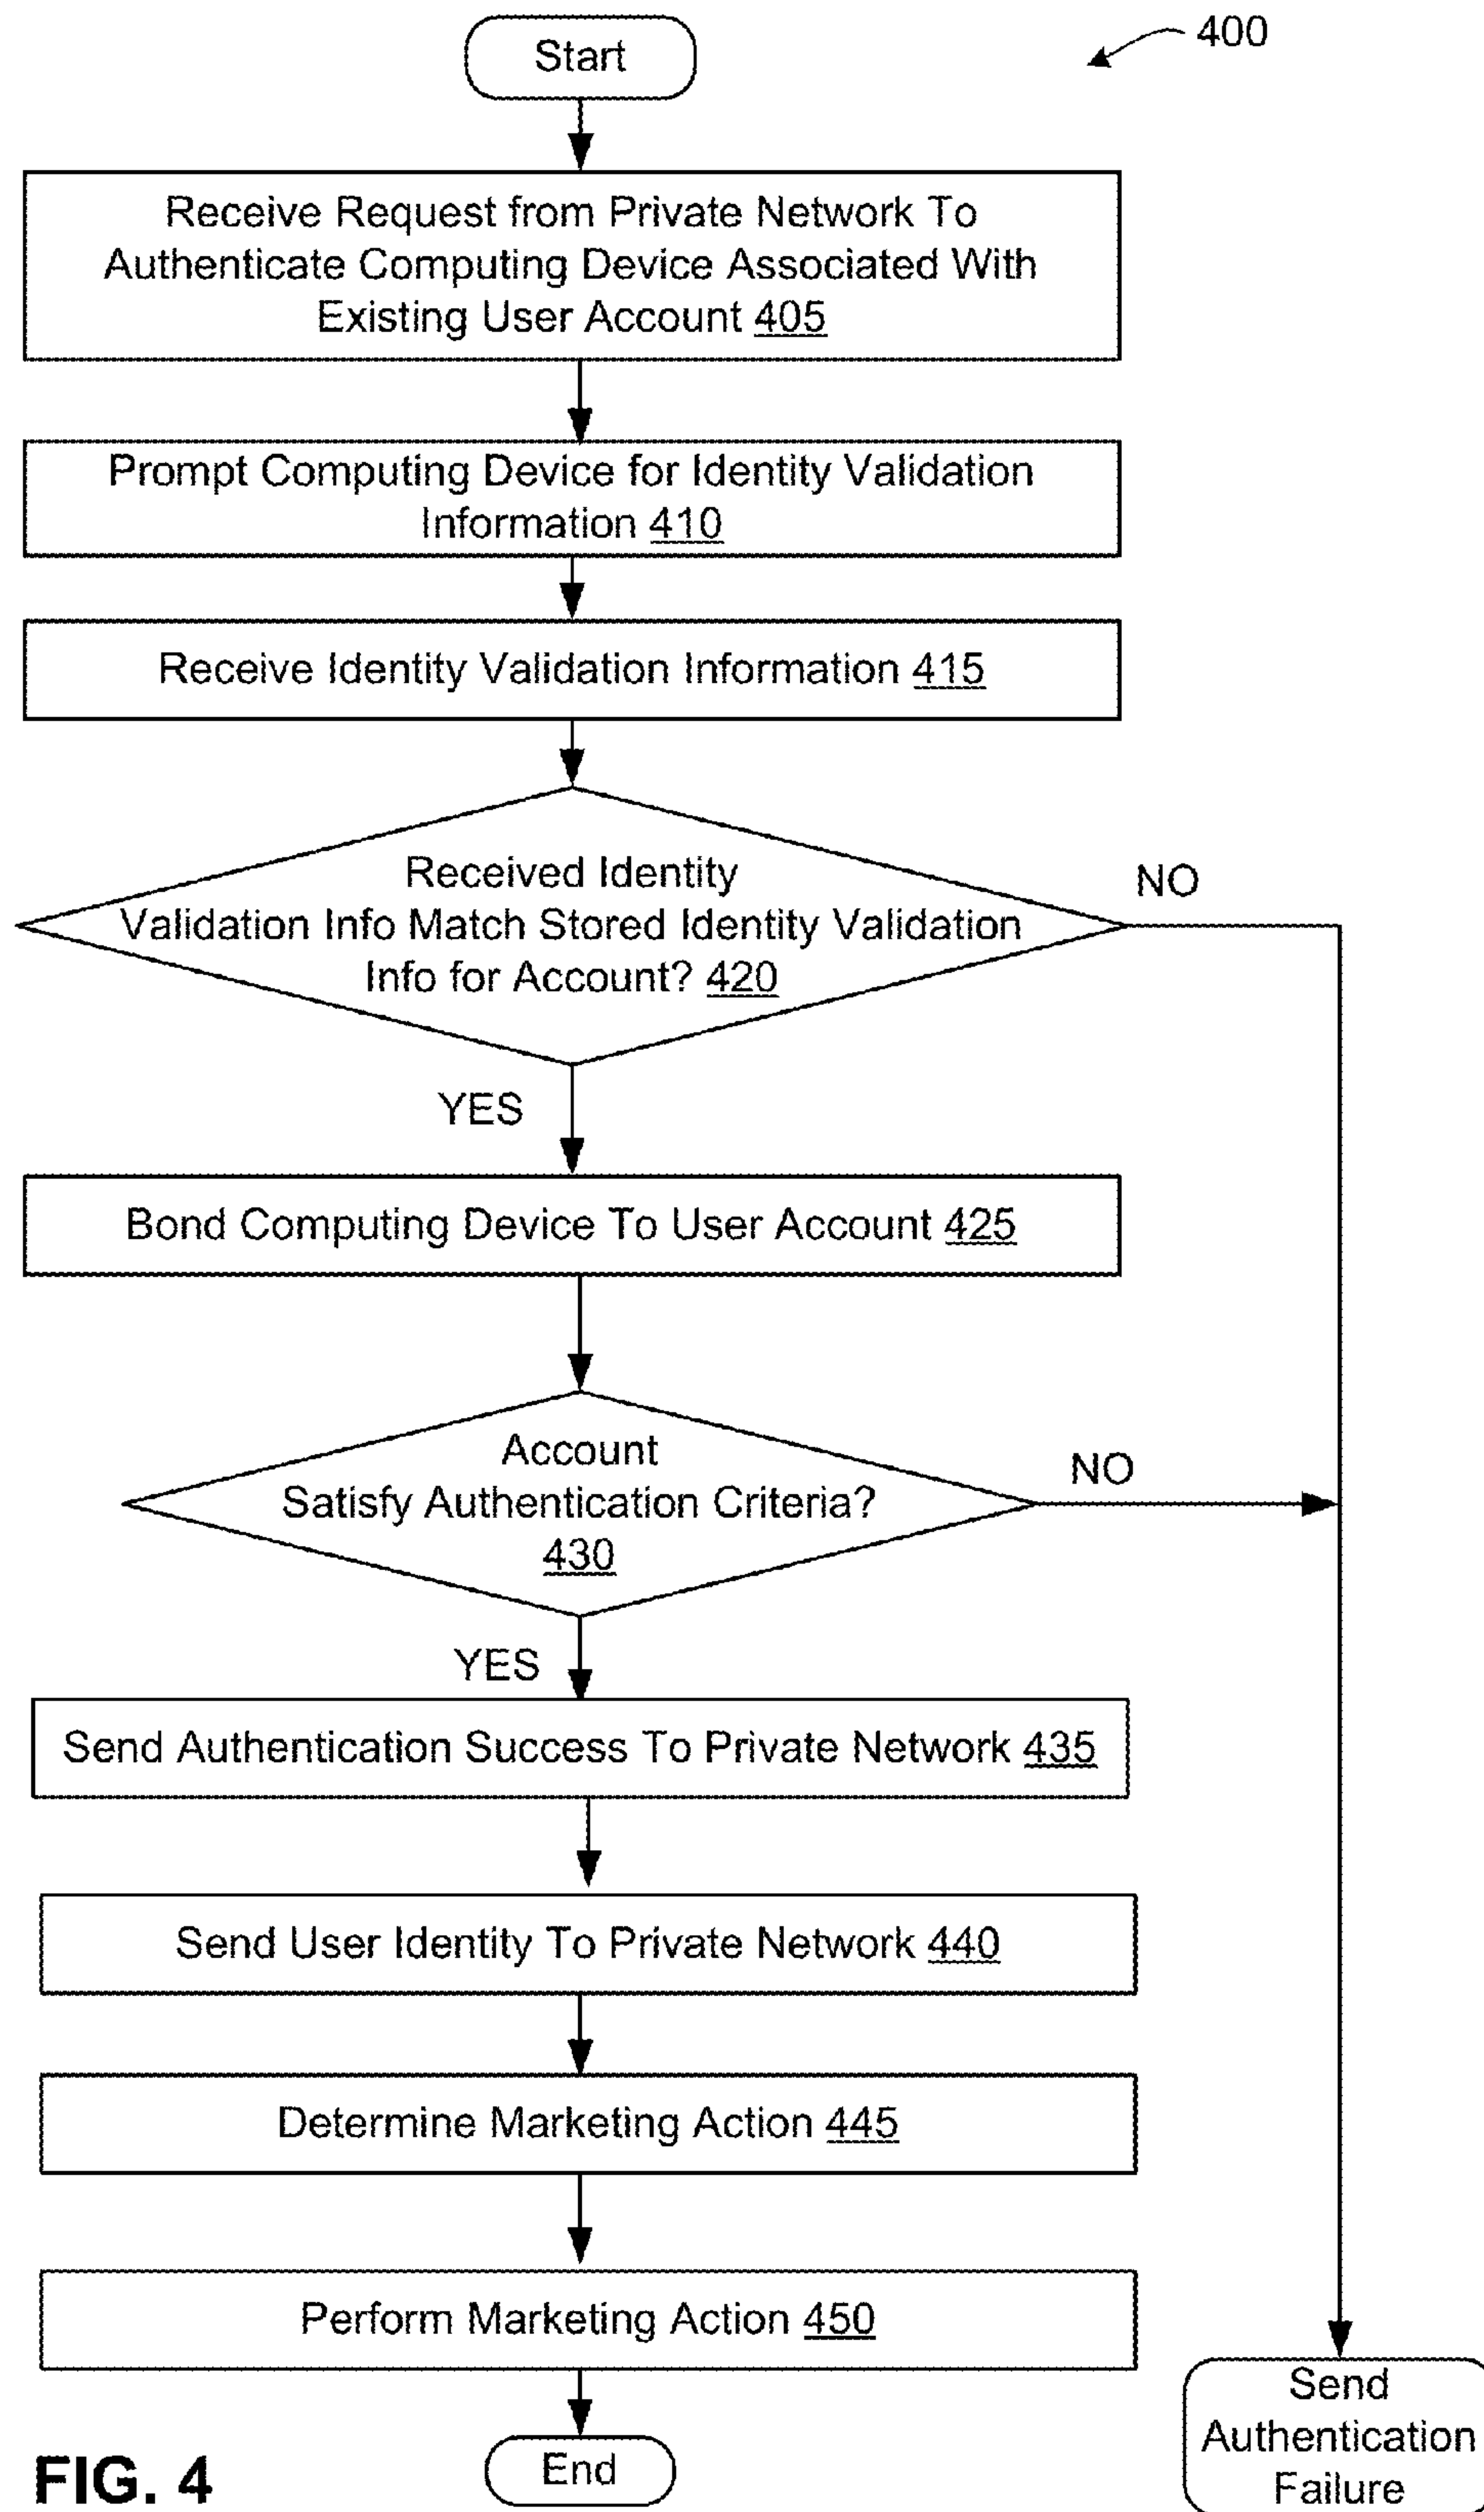 Start
400
Receive Request from Private Network To
Authenticate Computing Device Associated With
Existing User Account 405
Prompt Computing Device for Identity Validation
Information 410
Receive Identity Validation Information 415
Received Identity
Validation Info Match Stored Identity Validation
Info for Account? 420
NO
YES
Bond Computing Device To User Account 425
Account
Satisfy Authentication Criteria?
430
NO
YES
Send Authentication Success To Private Network 435
Send User Identity To Private Network 440
Determine Marketing Action 445
Perform Marketing Action 450
End
Send
Authentication
Failure
FIG. 4